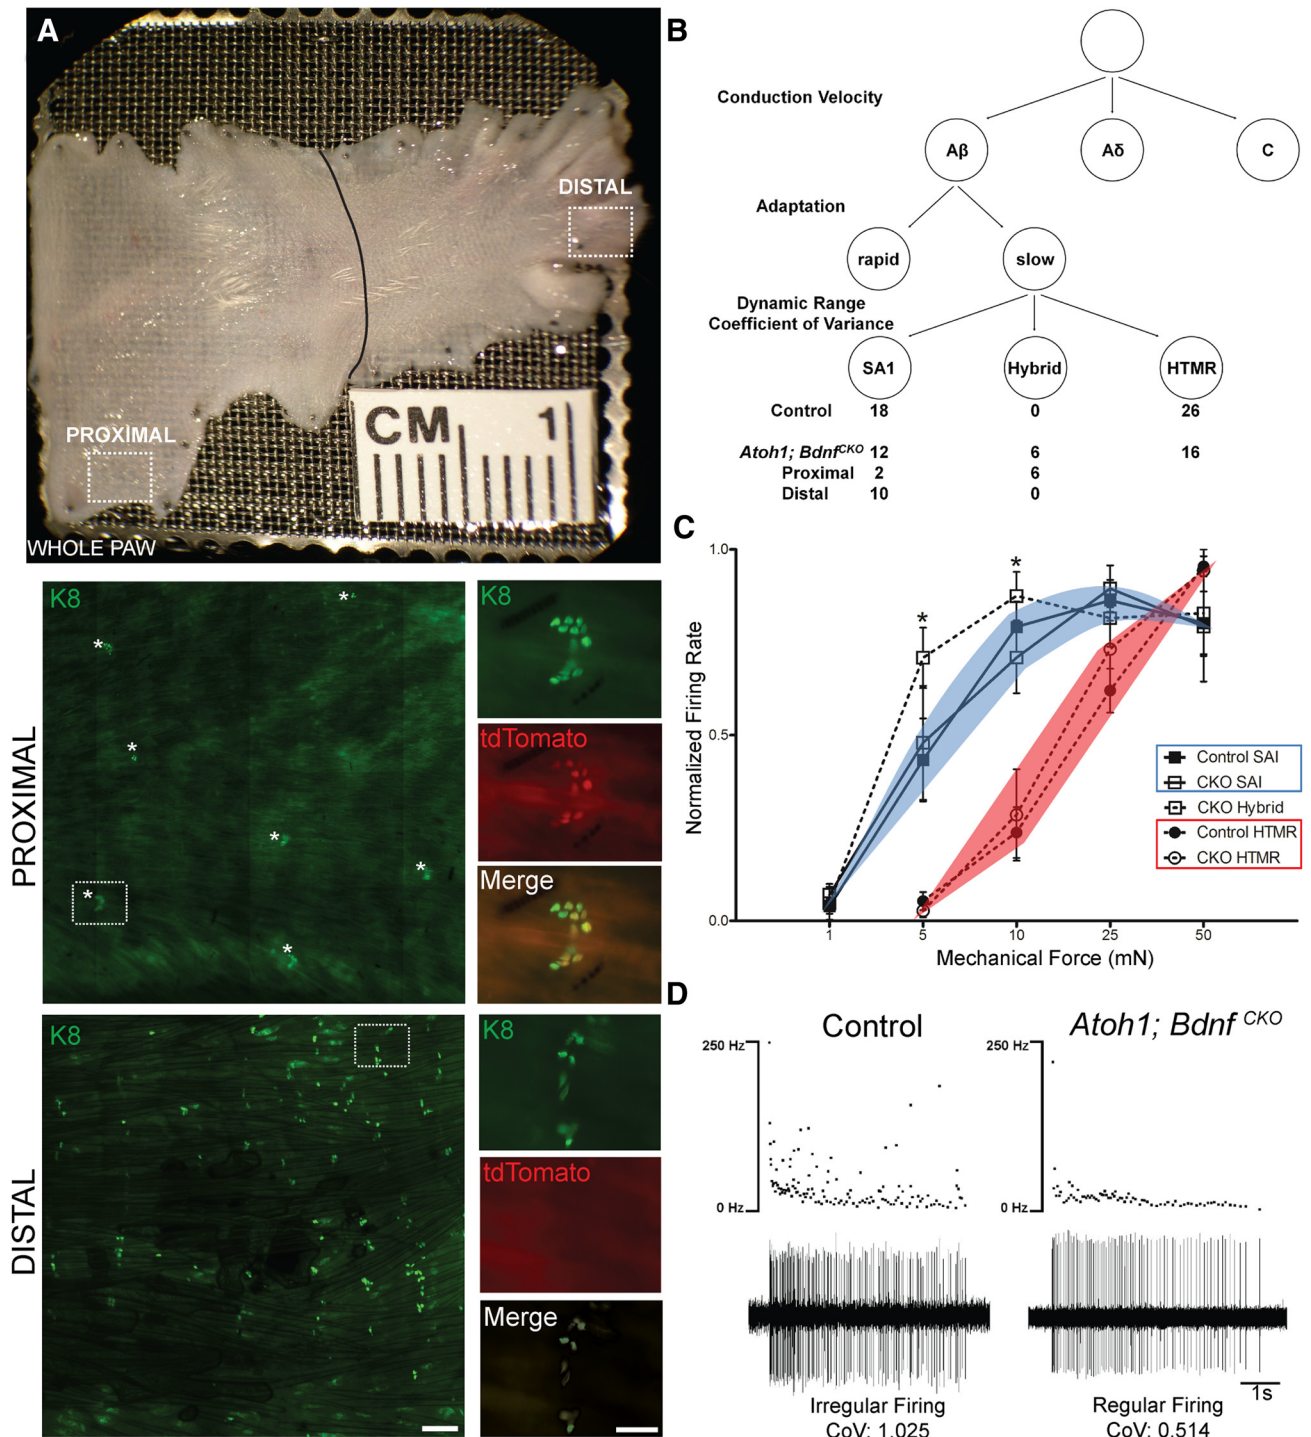 A
DISTAL
PROXIMAL
CM 1
WHOLE PAW
PROXIMAL
K8
*
*
*
*
*
*
*
K8
tdTomato
Merge
DISTAL
K8
K8
tdTomato
Merge
B
Conduction Velocity
Aβ Aδ C
Adaptation
rapid slow
Dynamic Range
Coefficient of Variance
SA1 Hybrid HTMR
Control 18 0 26
Atoh1; Bdnf CKO 12 6 16
Proximal 2 6
Distal 10 0
C
Normalized Firing Rate
1.0
0.5
0.0
* *
1 5 10 25 50
Mechanical Force (mN)
Control SAI
CKO SAI
CKO Hybrid
Control HTMR
CKO HTMR
D
Control Atoh1; Bdnf CKO
250 Hz 250 Hz
0 Hz 0 Hz
1s
Irregular Firing Regular Firing
CoV: 1.025 CoV: 0.514